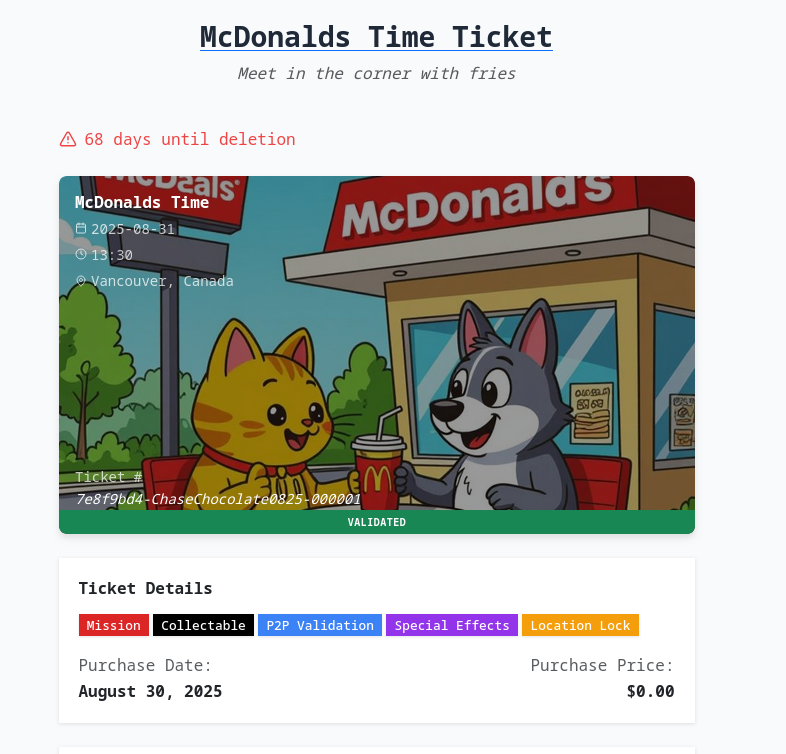 McDonalds Time Ticket
Meet in the corner with fries
68 days until deletion
McDeals
McDonald's
McDonalds Time
2025-08-31
13:30
Vancouver, Canada
Ticket #
7e8f9bd4-ChaseChocolate0825-000001
VALIDATED
Ticket Details
Mission Collectable P2P Validation Special Effects Location Lock
Purchase Date: Purchase Price:
August 30, 2025 $0.00